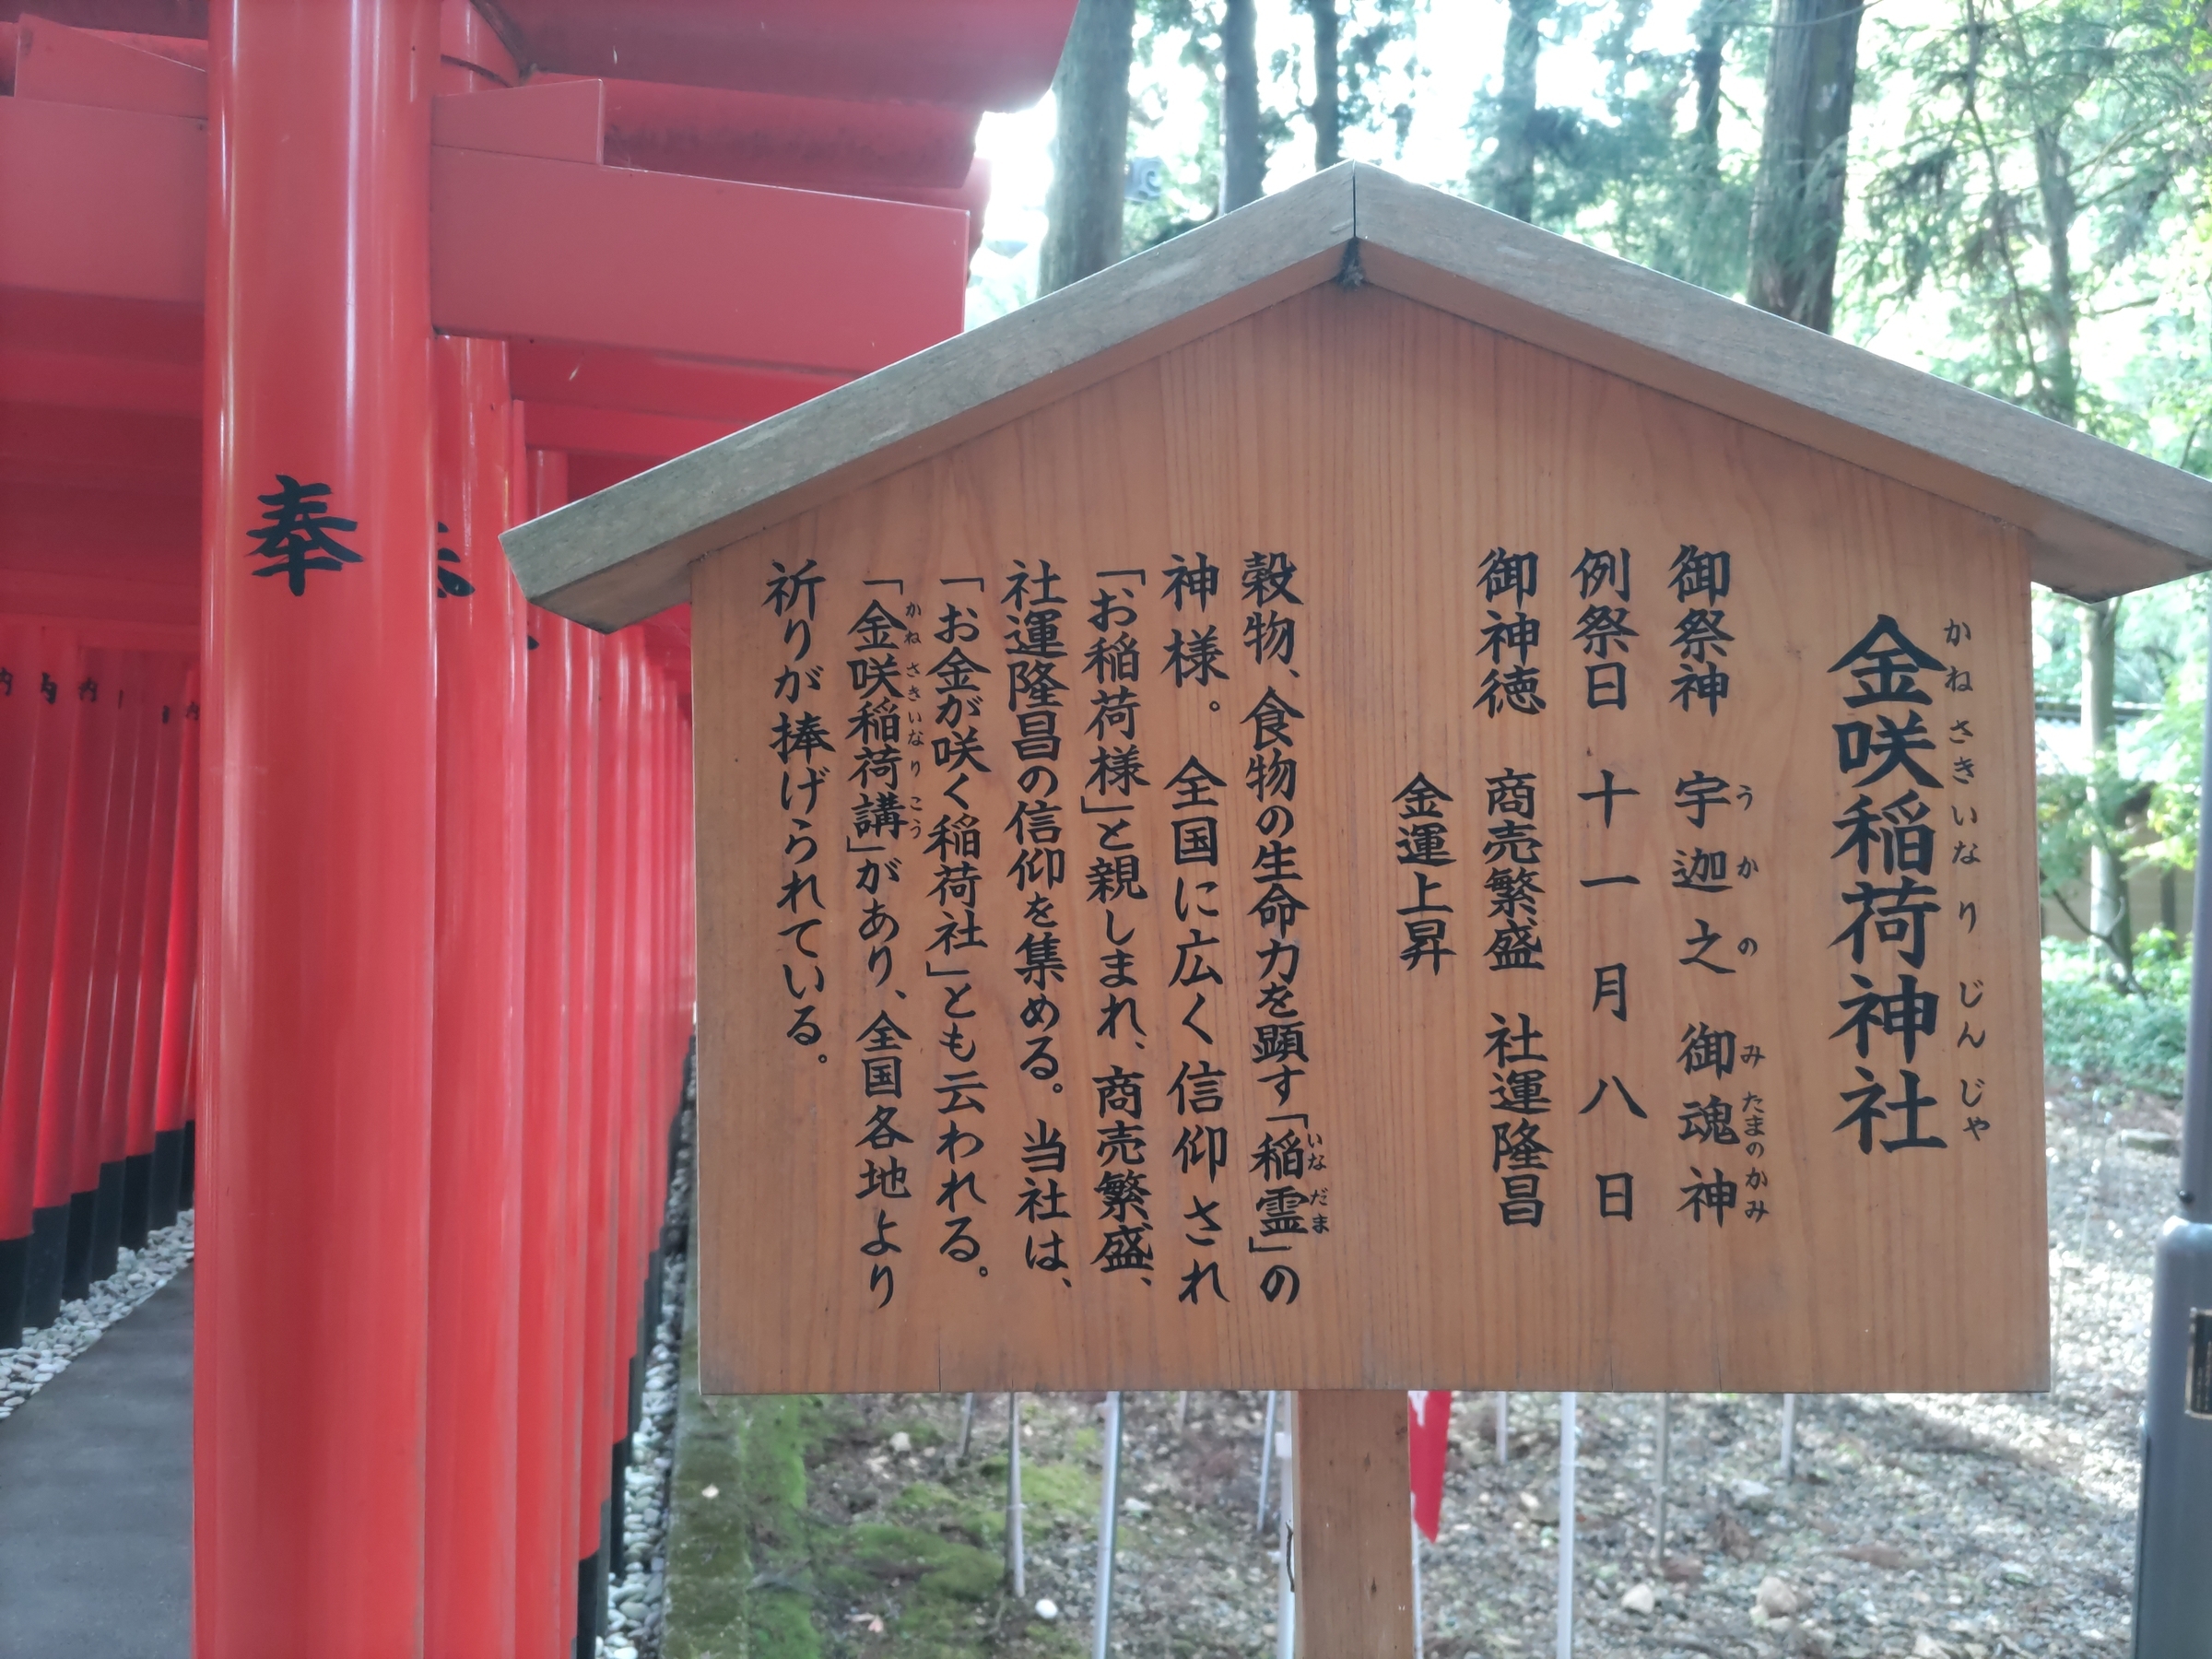 金咲稲荷神社
かねさきいなりじんじゃ
御祭神 宇迦之御魂神
うかのみたまのかみ
例祭日 十一月八日
御神徳 商売繁盛 社運隆昌
金運上昇
穀物、食物の生命力を顕す「稲霊」の
いなだま
神様。全国に広く信仰され
「お稲荷様」と親しまれ、商売繁盛、
社運隆昌の信仰を集める。当社は、
「お金が咲く稲荷社」とも云われる。
「金咲稲荷講」があり、全国各地より
かねさきいなりこう
祈りが捧げられている。
奉